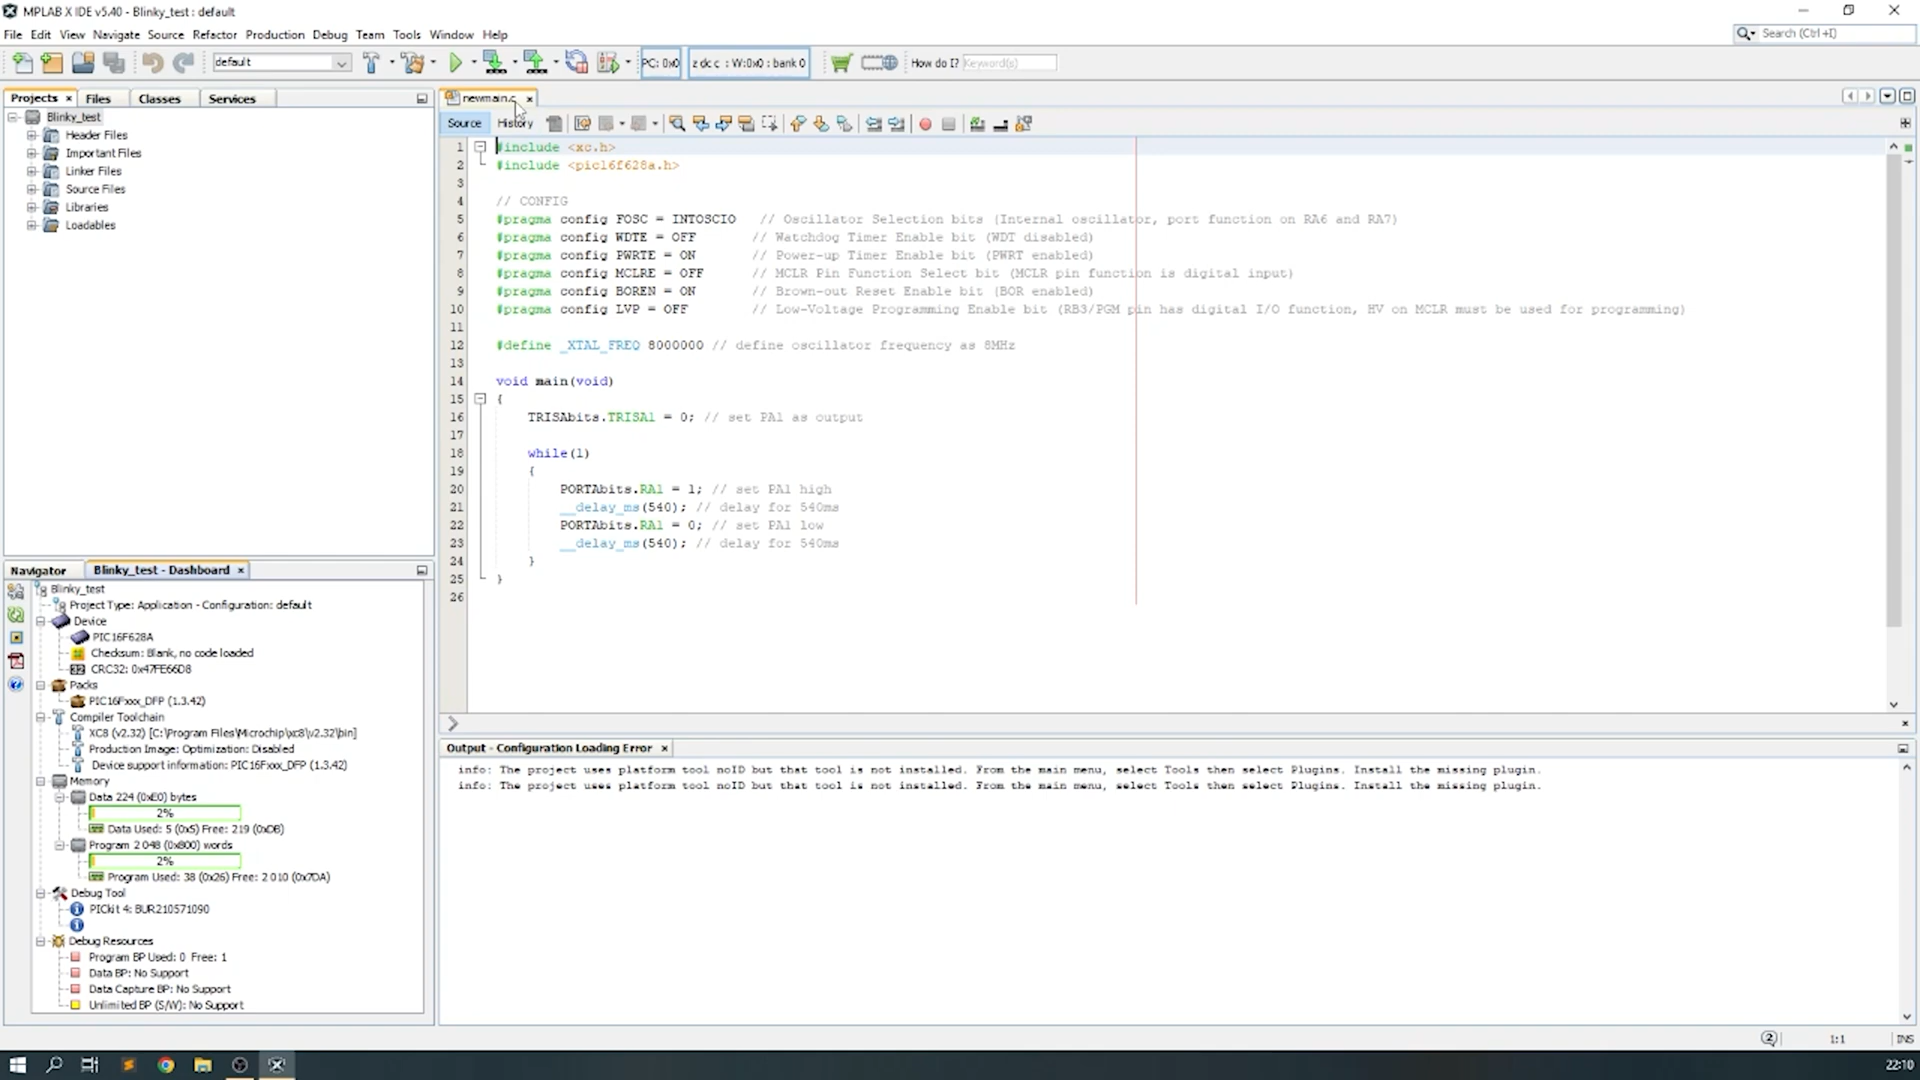 MPLAB X IDE v5.40 - Blinky_test : default
File Edit View Navigate Source Refactor Production Debug Team Tools Window Help
Search (Ctrl+I)
default
PC: 0x0
z dc c : W:0x0 : bank 0
How do I? Keyword(s)
Projects
Files
Classes
Services
newmain.c
Source
History
Blinky_test
Header Files
Important Files
Linker Files
Source Files
Libraries
Loadables
1 #include <xc.h>
2 #include <pic16f628a.h>
3
4 // CONFIG
5 #pragma config FOSC = INTOSCIO // Oscillator Selection bits (Internal oscillator, port function on RA6 and RA7)
6 #pragma config WDTE = OFF // Watchdog Timer Enable bit (WDT disabled)
7 #pragma config PWRTE = ON // Power-up Timer Enable bit (PWRT enabled)
8 #pragma config MCLRE = OFF // MCLR Pin Function Select bit (MCLR pin function is digital input)
9 #pragma config BOREN = ON // Brown-out Reset Enable bit (BOR enabled)
10 #pragma config LVP = OFF // Low-Voltage Programming Enable bit (RB3/PGM pin has digital I/O function, HV on MCLR must be used for programming)
11
12 #define _XTAL_FREQ 8000000 // define oscillator frequency as 8MHz
13
14 void main(void)
15 {
16 TRISAbits.TRISA1 = 0; // set PA1 as output
17
18 while(1)
19 {
20 PORTAbits.RA1 = 1; // set PA1 high
21 __delay_ms(540); // delay for 540ms
22 PORTAbits.RA1 = 0; // set PA1 low
23 __delay_ms(540); // delay for 540ms
24 }
25 }
26
Navigator
Blinky_test - Dashboard
Blinky_test
Project Type: Application - Configuration: default
Device
PIC16F628A
Checksum: Blank, no code loaded
CRC32: 0x47FE66D8
Packs
PIC16Fxxx_DFP (1.3.42)
Compiler Toolchain
XC8 (v2.32) [C:\Program Files\Microchip\xc8\v2.32\bin]
Production Image: Optimization: Disabled
Device support information: PIC16Fxxx_DFP (1.3.42)
Memory
Data 224 (0xE0) bytes
2%
Data Used: 5 (0x5) Free: 219 (0xDB)
Program 2 048 (0x800) words
2%
Program Used: 38 (0x26) Free: 2 010 (0x7DA)
Debug Tool
PICkit 4: BUR210571090
Debug Resources
Program BP Used: 0 Free: 1
Data BP: No Support
Data Capture BP: No Support
Unlimited BP (S/W): No Support
Output - Configuration Loading Error
info: The project uses platform tool noID but that tool is not installed. From the main menu, select Tools then select Plugins. Install the missing plugin.
info: The project uses platform tool noID but that tool is not installed. From the main menu, select Tools then select Plugins. Install the missing plugin.
2
1:1
INS
22:10